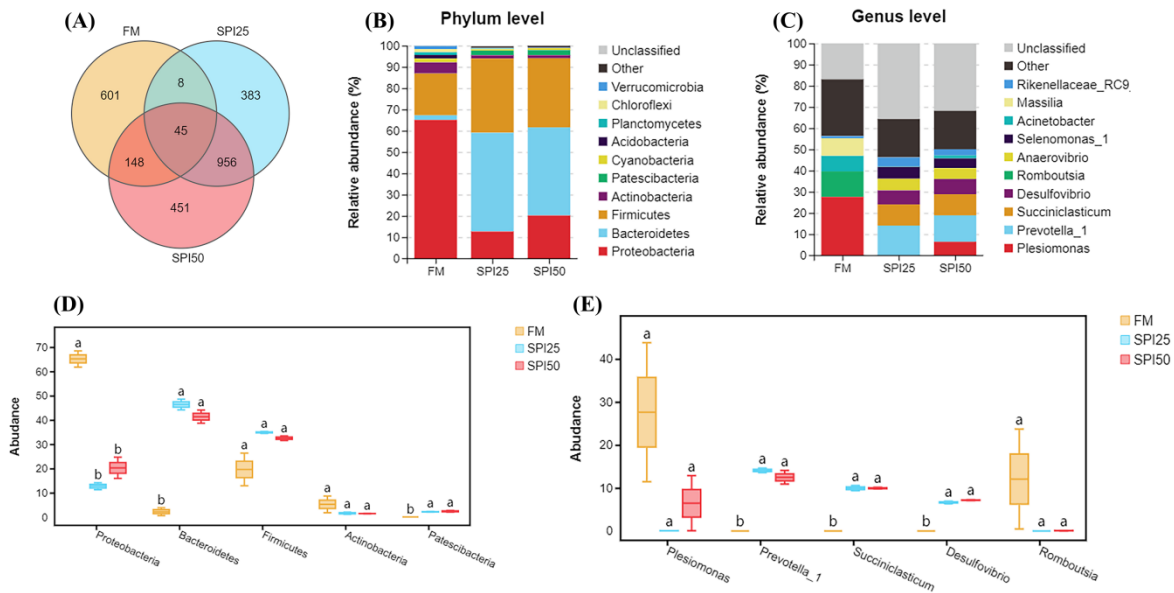 (A)
FM
SPI25
601
8
383
45
148
956
451
SPI50
(B)
Phylum level
Relative abundance (%)
100
90
80
70
60
50
40
30
20
10
0
FM
SPI25
SPI50
Unclassified
Other
Verrucomicrobia
Chloroflexi
Planctomycetes
Acidobacteria
Cyanobacteria
Patescibacteria
Actinobacteria
Firmicutes
Bacteroidetes
Proteobacteria
(C)
Genus level
Relative abundance (%)
100
90
80
70
60
50
40
30
20
10
0
FM
SPI25
SPI50
Unclassified
Other
Rikenellaceae_RC9_
Massilia
Acinetobacter
Selenomonas_1
Anaerovibrio
Romboutsia
Desulfovibrio
Succiniclasticum
Prevotella_1
Plesiomonas
(D)
Abudance
70
60
50
40
30
20
10
0
a
b
b
b
a
a
a
a
a
a
a
a
b
a
a
Proteobacteria
Bacteroidetes
Firmicutes
Actinobacteria
Patescibacteria
FM
SPI25
SPI50
(E)
Abudance
40
30
20
10
0
a
a
a
b
a
a
b
a
a
b
a
a
a
a
a
Plesiomonas
Prevotella_1
Succiniclasticum
Desulfovibrio
Romboutsia
FM
SPI25
SPI50